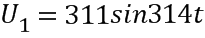 U₁ = 311sin314t